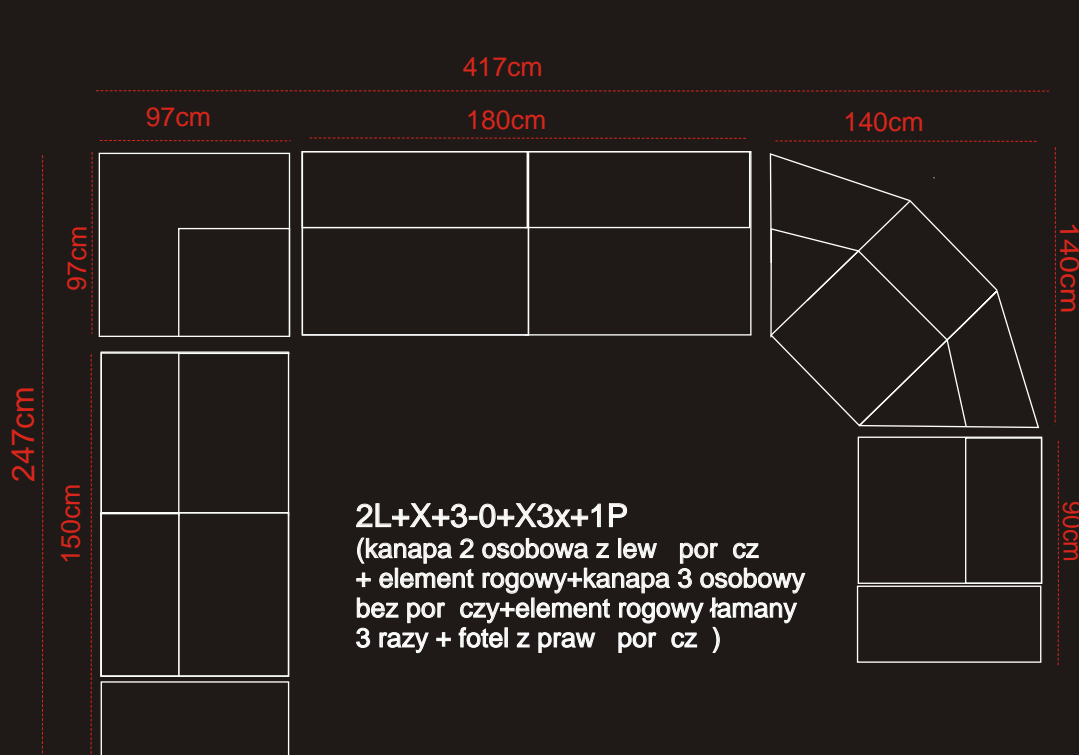 417cm
97cm
180cm
140cm
97cm
140cm
247cm
150cm
90cm
2L+X+3-0+X3x+1P
(kanapa 2 osobowa z lew por cz
+ element rogowy+kanapa 3 osobowy
bez por czy+element rogowy łamany
3 razy + fotel z praw por cz )